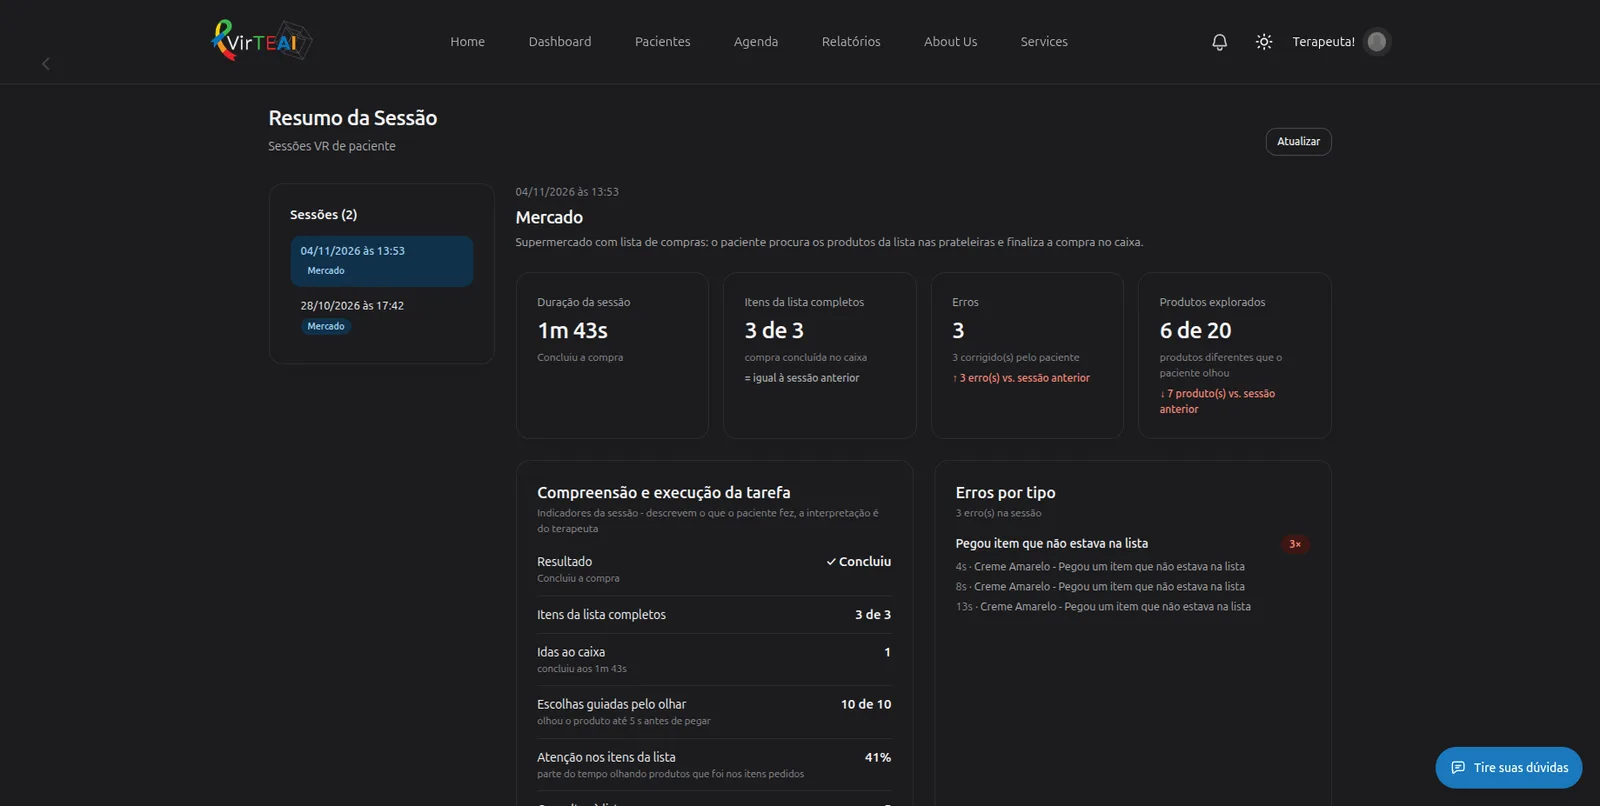 VirTEAI
Home
Dashboard
Pacientes
Agenda
Relatórios
About Us
Services
Terapeuta!
Resumo da Sessão
Sessões VR de paciente
Atualizar
Sessões (2)
04/11/2026 às 13:53
Mercado
28/10/2026 às 17:42
Mercado
04/11/2026 às 13:53
Mercado
Supermercado com lista de compras: o paciente procura os produtos da lista nas prateleiras e finaliza a compra no caixa.
Duração da sessão
1m 43s
Concluiu a compra
Itens da lista completos
3 de 3
compra concluída no caixa
= igual à sessão anterior
Erros
3
3 corrigido(s) pelo paciente
↑ 3 erro(s) vs. sessão anterior
Produtos explorados
6 de 20
produtos diferentes que o
paciente olhou
↓ 7 produto(s) vs. sessão
anterior
Compreensão e execução da tarefa
Indicadores da sessão - descrevem o que o paciente fez, a interpretação é
do terapeuta
Resultado
✓ Concluiu
Concluiu a compra
Itens da lista completos
3 de 3
Idas ao caixa
1
concluiu aos 1m 43s
Escolhas guiadas pelo olhar
10 de 10
olhou o produto até 5 s antes de pegar
Atenção nos itens da lista
41%
parte do tempo olhando produtos que foi nos itens pedidos
Erros por tipo
3 erro(s) na sessão
Pegou item que não estava na lista
3×
4s · Creme Amarelo - Pegou um item que não estava na lista
8s · Creme Amarelo - Pegou um item que não estava na lista
13s · Creme Amarelo - Pegou um item que não estava na lista
Tire suas dúvidas